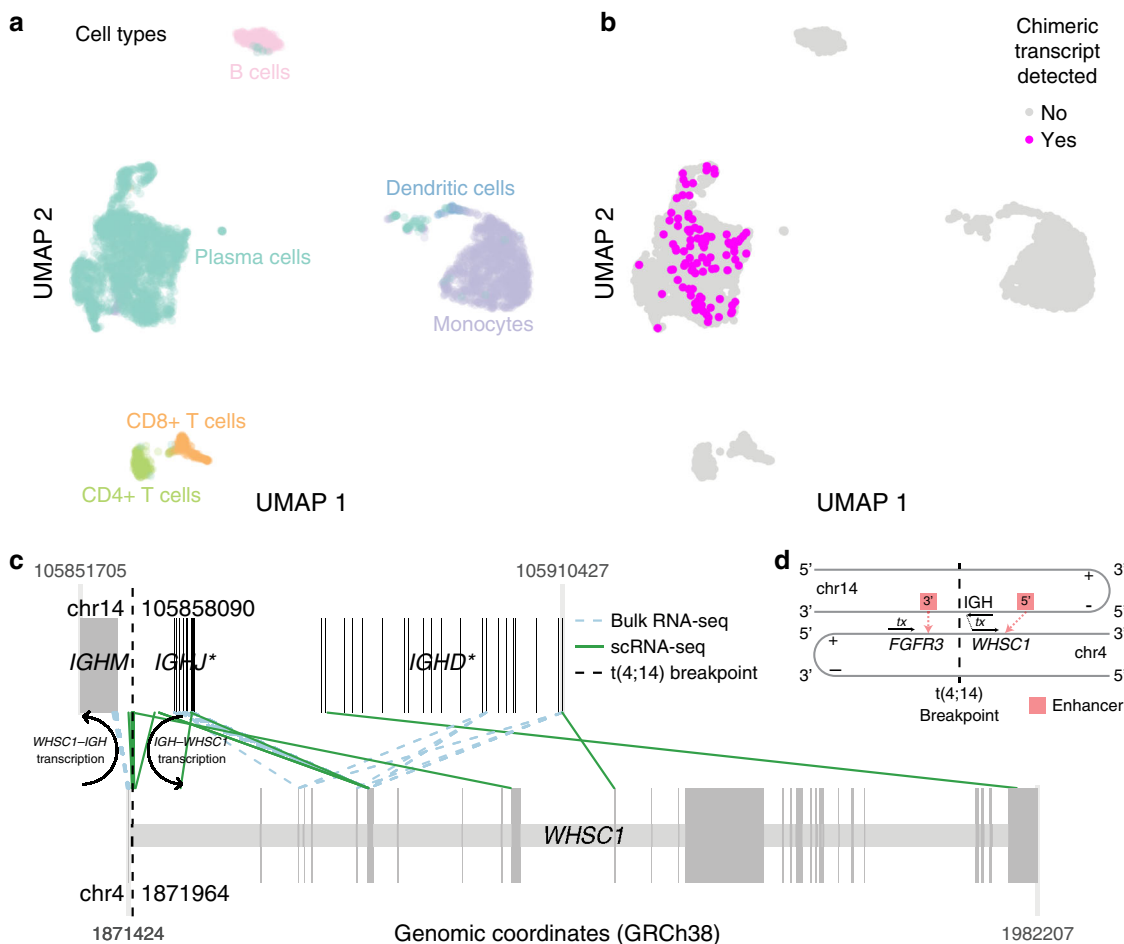 a
Cell types
B cells
Dendritic cells
Plasma cells
Monocytes
CD8+ T cells
CD4+ T cells
UMAP 2
UMAP 1
b
Chimeric
transcript
detected
No
Yes
UMAP 2
UMAP 1
c
105851705
105910427
chr14
105858090
IGHM
IGHJ*
IGHD*
Bulk RNA-seq
scRNA-seq
t(4;14) breakpoint
WHSC1–IGH
transcription
IGH–WHSC1
transcription
WHSC1
chr4
1871964
1871424
Genomic coordinates (GRCh38)
1982207
d
5'
3'
chr14
+
-
3'
3'
IGH
5'
5'
3'
tx
tx
+
FGFR3
WHSC1
chr4
–
3'
5'
t(4;14)
Breakpoint
Enhancer